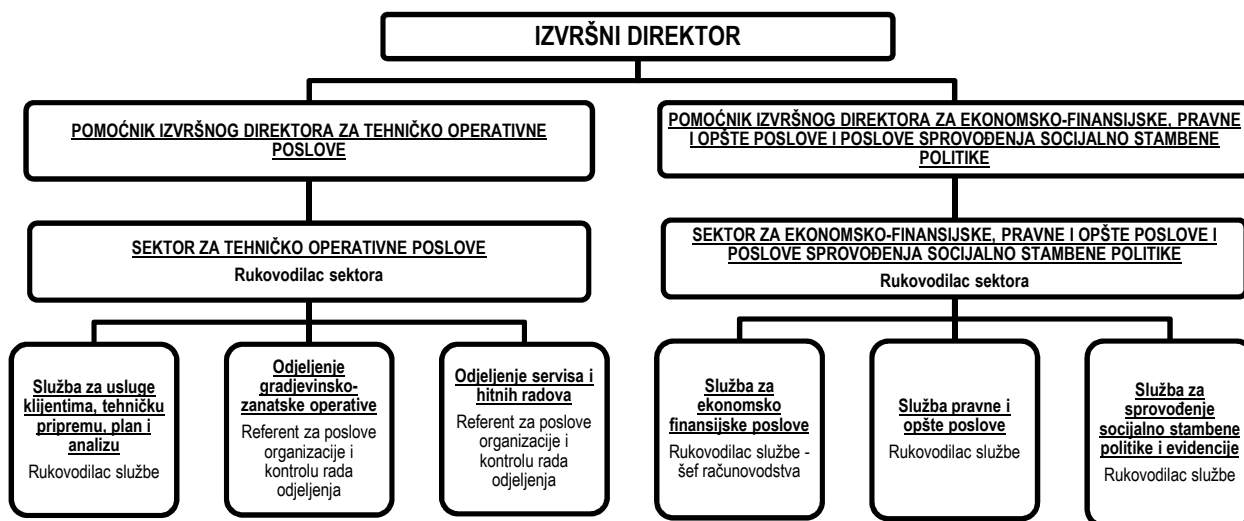 IZVRŠNI DIREKTOR
POMOĆNIK IZVRŠNOG DIREKTORA ZA TEHNIČKO OPERATIVNE
POSLOVE
POMOĆNIK IZVRŠNOG DIREKTORA ZA EKONOMSKO-FINANSIJSKE, PRAVNE
I OPŠTE POSLOVE I POSLOVE SPROVOĐENJA SOCIJALNO STAMBENE
POLITIKE
SEKTOR ZA TEHNIČKO OPERATIVNE POSLOVE
Rukovodilac sektora
SEKTOR ZA EKONOMSKO-FINANSIJSKE, PRAVNE I OPŠTE POSLOVE I
POSLOVE SPROVOĐENJA SOCIJALNO STAMBENE POLITIKE
Rukovodilac sektora
Služba za usluge
klijentima, tehničku
pripremu, plan i
analizu
Rukovodilac službe
Odjeljenje
gradjevinsko-
zanatske operative
Referent za poslove
organizacije i
kontrolu rada
odjeljenja
Odjeljenje servisa i
hitnih radova
Referent za poslove
organizacije i
kontrolu rada
odjeljenja
Služba za
ekonomsko
finansijske poslove
Rukovodilac službe -
šef računovodstva
Služba pravne i
opšte poslove
Rukovodilac službe
Služba za
sprovođenje
socijalno stambene
politike i evidencije
Rukovodilac službe